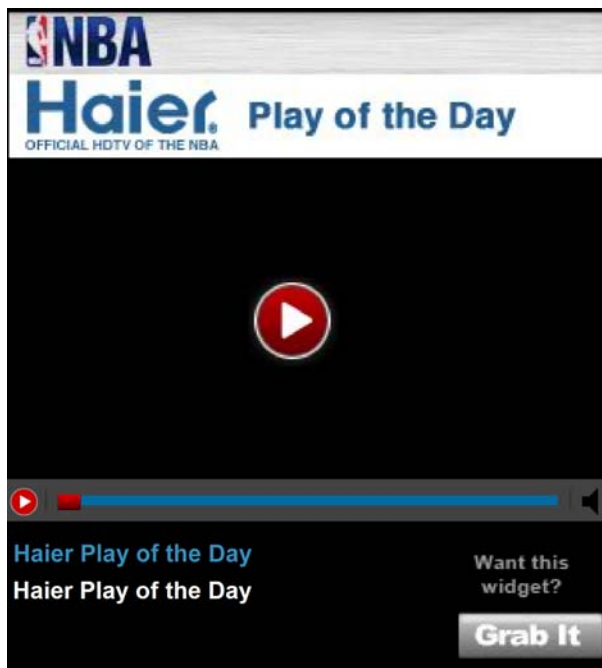 NBA
Haier® Play of the Day
OFFICIAL HDTV OF THE NBA
Haier Play of the Day
Haier Play of the Day
Want this
widget?
Grab It